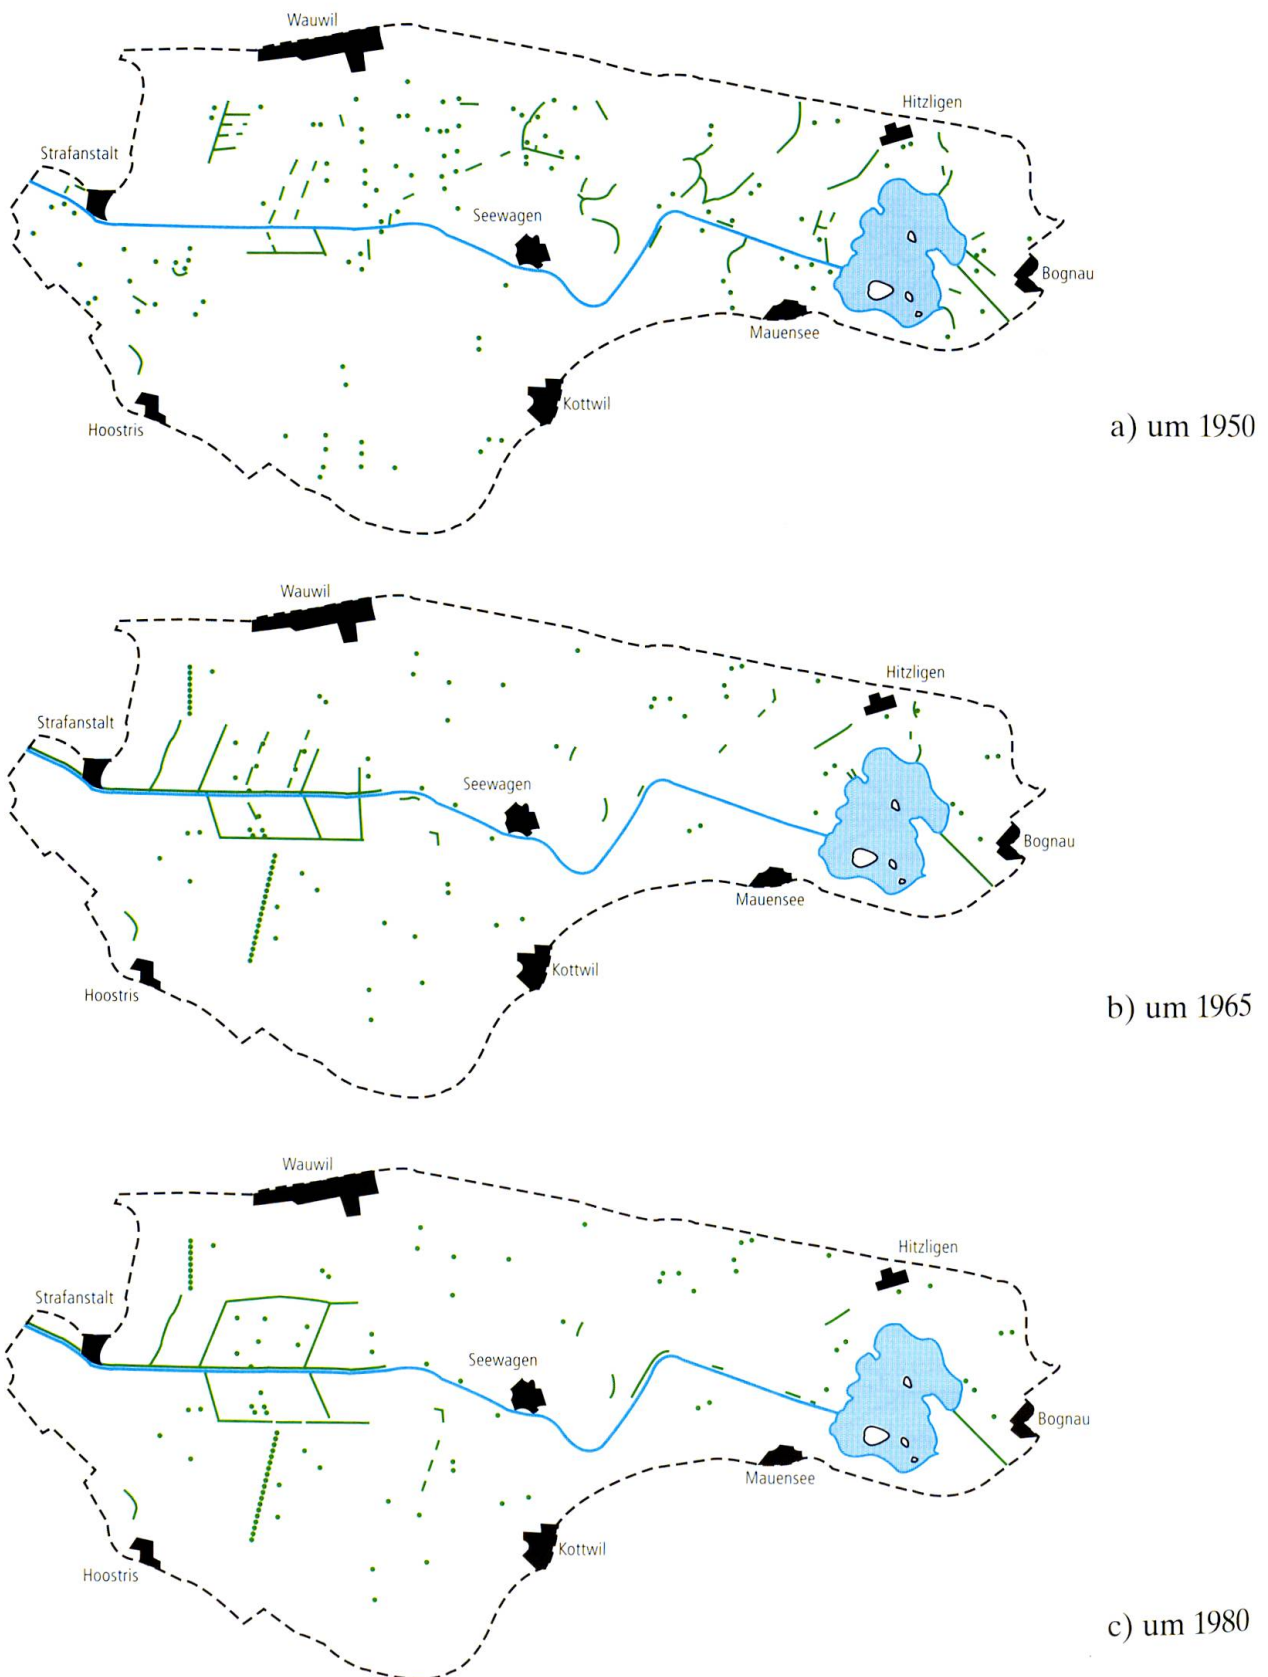 Wauwil
Hitzligen
Strafanstalt
Seewagen
Bognau
Mauensee
Kottwil
Hoostris
a) um 1950
Wauwil
Hitzligen
Strafanstalt
Seewagen
Bognau
Mauensee
Kottwil
Hoostris
b) um 1965
Wauwil
Hitzligen
Strafanstalt
Seewagen
Bognau
Mauensee
Kottwil
Hoostris
c) um 1980